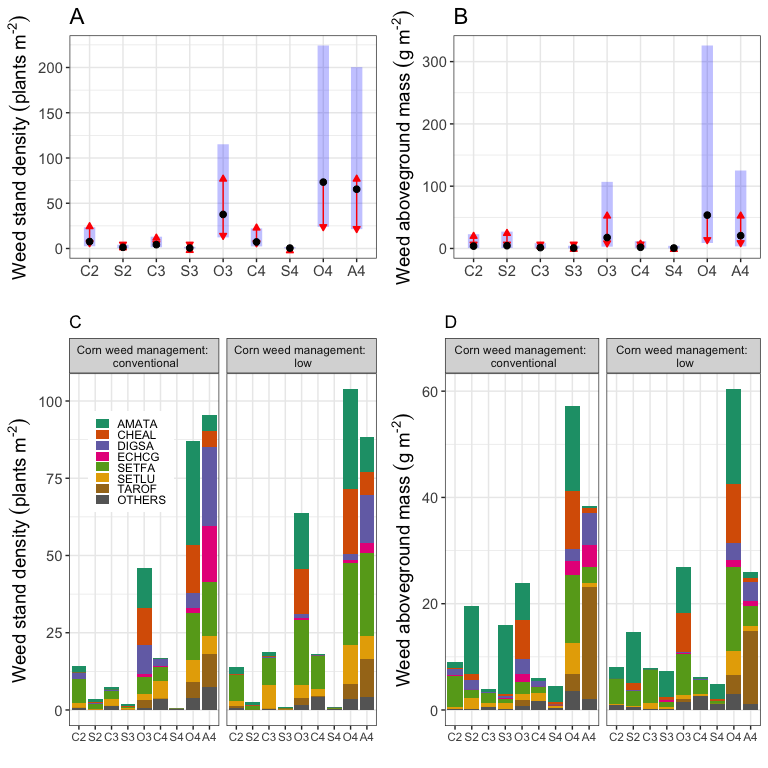 A
Weed stand density (plants m⁻²)
200
150
100
50
0
C2 S2 C3 S3 O3 C4 S4 O4 A4
B
Weed aboveground mass (g m⁻²)
300
200
100
0
C2 S2 C3 S3 O3 C4 S4 O4 A4
C
Weed stand density (plants m⁻²)
Corn weed management:
conventional
Corn weed management:
low
100
75
50
25
0
AMATA
CHEAL
DIGSA
ECHCG
SETFA
SETLU
TAROF
OTHERS
C2 S2 C3 S3 O3 C4 S4 O4 A4
C2 S2 C3 S3 O3 C4 S4 O4 A4
D
Weed aboveground mass (g m⁻²)
Corn weed management:
conventional
Corn weed management:
low
60
40
20
0
C2 S2 C3 S3 O3 C4 S4 O4 A4
C2 S2 C3 S3 O3 C4 S4 O4 A4